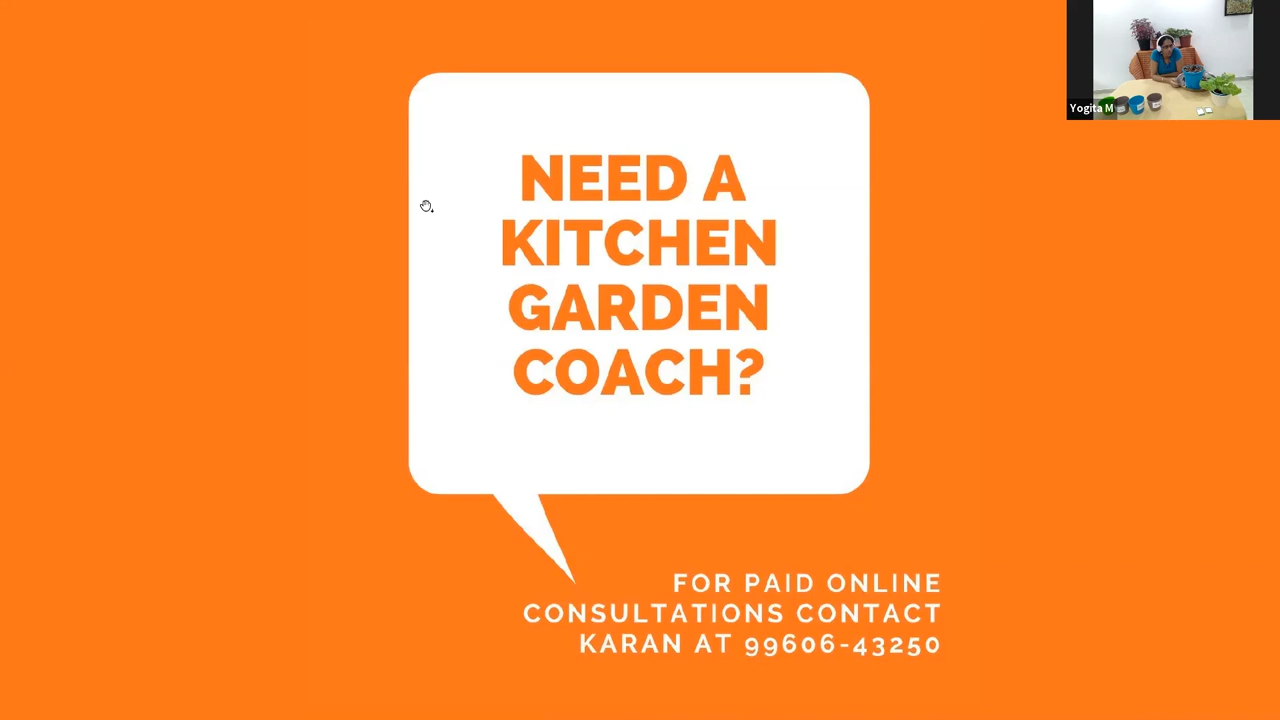 Yogita M
NEED A
KITCHEN
GARDEN
COACH?
FOR PAID ONLINE
CONSULTATIONS CONTACT
KARAN AT 99606-43250